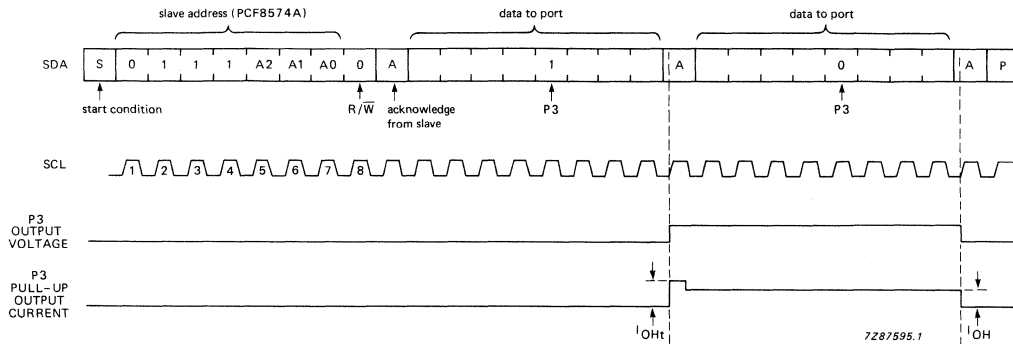 slave address (PCF8574A) data to port data to port
SDA S 0 1 1 1 A2 A1 A0 0 A 1 A 0 A P
start condition R/W̅ acknowledge
from slave P3 P3
SCL 1 2 3 4 5 6 7 8
P3
OUTPUT
VOLTAGE
P3
PULL-UP
OUTPUT
CURRENT
IOHt IOH
7Z87595.1